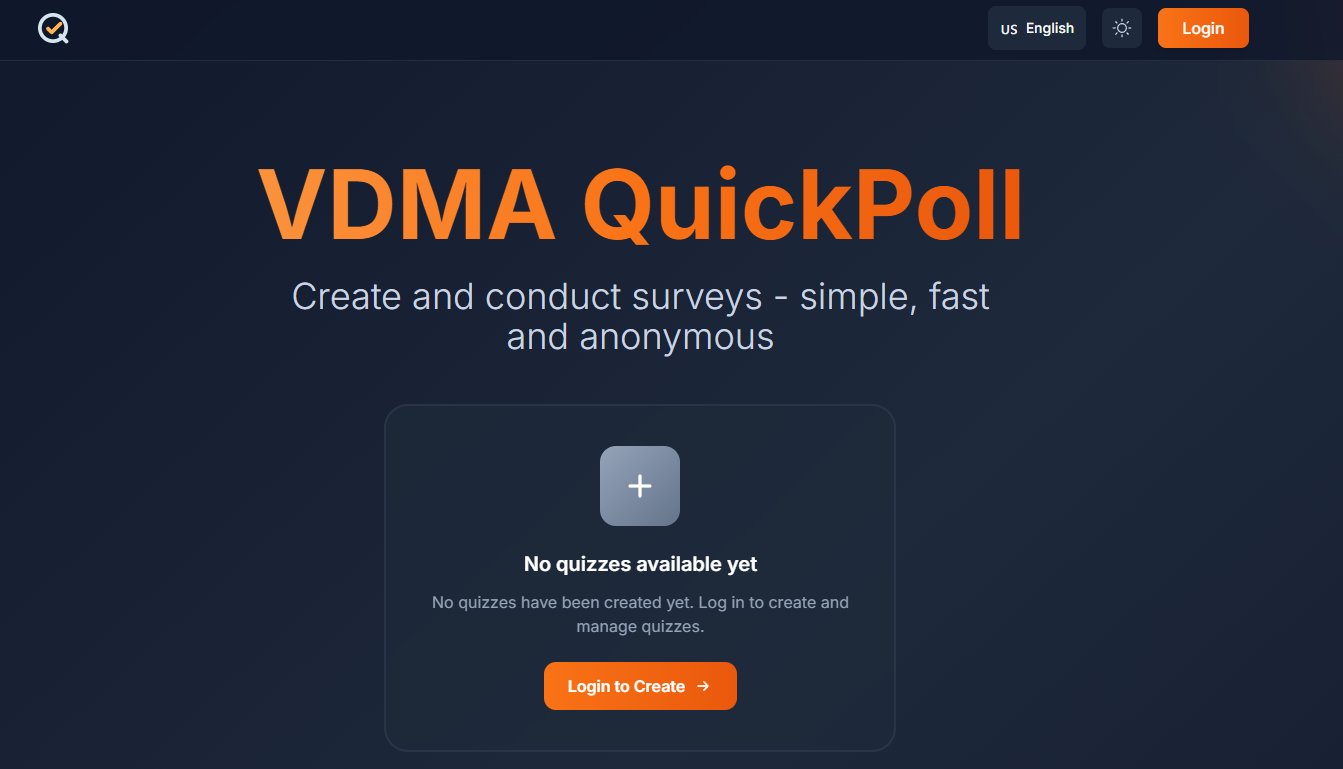 US English
Login
VDMA QuickPoll
Create and conduct surveys - simple, fast
and anonymous
No quizzes available yet
No quizzes have been created yet. Log in to create and
manage quizzes.
Login to Create →